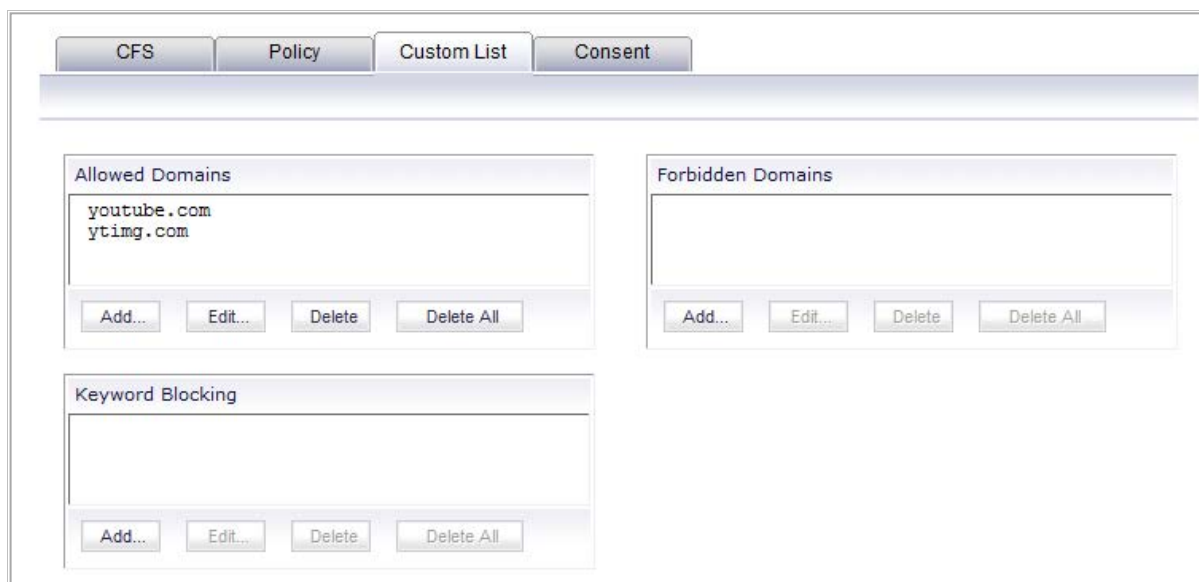 CFS Policy Custom List Consent
Allowed Domains
youtube.com
ytimg.com
Add... Edit... Delete Delete All
Forbidden Domains
Add... Edit... Delete Delete All
Keyword Blocking
Add... Edit... Delete Delete All